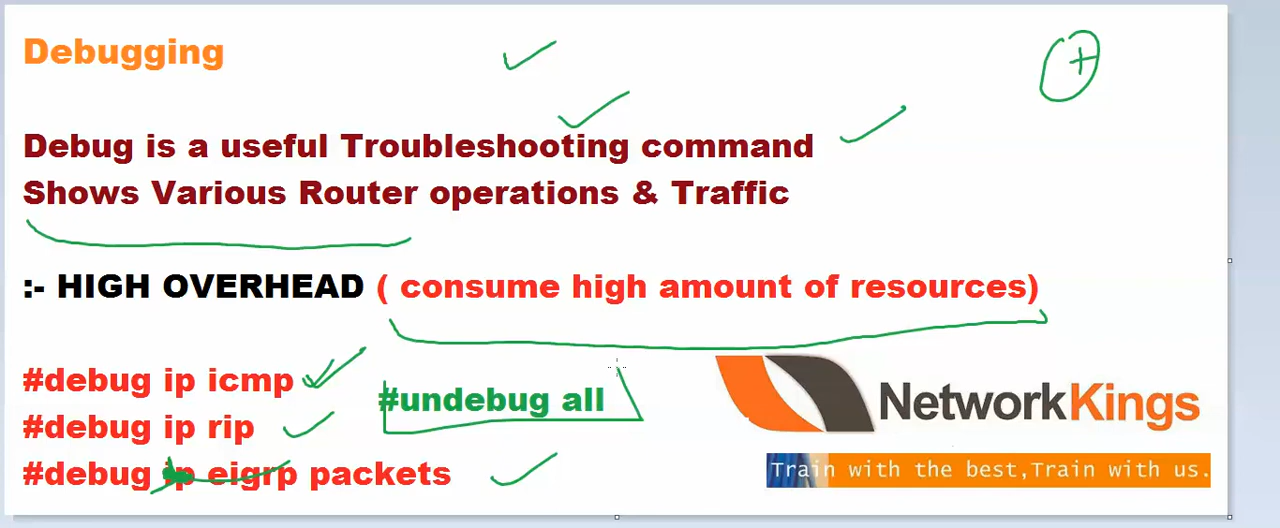 Debugging
Debug is a useful Troubleshooting command
Shows Various Router operations & Traffic
:- HIGH OVERHEAD ( consume high amount of resources)
#debug ip icmp
#undebug all
#debug ip rip
#debug ip eigrp packets
NetworkKings
Train with the best,Train with us.